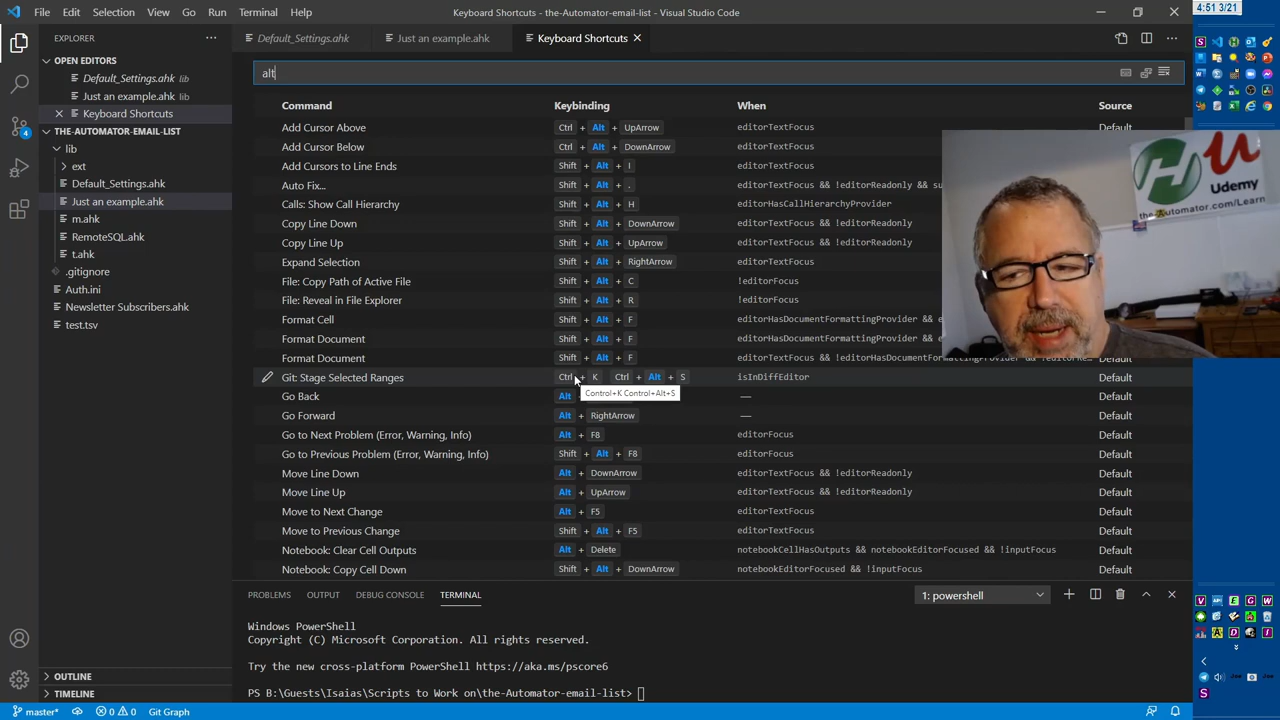 File Edit Selection View Go Run Terminal Help
Keyboard Shortcuts - the-Automator-email-list - Visual Studio Code
4:51 3/21
EXPLORER
OPEN EDITORS
Default_Settings.ahk lib
Just an example.ahk lib
Keyboard Shortcuts
THE-AUTOMATOR-EMAIL-LIST
lib
ext
Default_Settings.ahk
Just an example.ahk
m.ahk
RemoteSQL.ahk
t.ahk
.gitignore
Auth.ini
Newsletter Subscribers.ahk
test.tsv
OUTLINE
TIMELINE
4
Default_Settings.ahk Just an example.ahk Keyboard Shortcuts
alt
Command Keybinding When Source
Add Cursor Above Ctrl + Alt + UpArrow editorTextFocus Default
Add Cursor Below Ctrl + Alt + DownArrow editorTextFocus
Add Cursors to Line Ends Shift + Alt + I editorTextFocus
Auto Fix... Shift + Alt + . editorTextFocus && !editorReadonly && su
Calls: Show Call Hierarchy Shift + Alt + H editorHasCallHierarchyProvider
Copy Line Down Shift + Alt + DownArrow editorTextFocus && !editorReadonly
Copy Line Up Shift + Alt + UpArrow editorTextFocus && !editorReadonly
Expand Selection Shift + Alt + RightArrow editorTextFocus
File: Copy Path of Active File Shift + Alt + C !editorFocus
File: Reveal in File Explorer Shift + Alt + R !editorFocus
Format Cell Shift + Alt + F editorHasDocumentFormattingProvider && e
Format Document Shift + Alt + F editorHasDocumentFormattingProvider && e
Format Document Shift + Alt + F editorTextFocus && !editorHasDocumentFormattingProvider && !editorRe... Default
Git: Stage Selected Ranges Ctrl + K Ctrl + Alt + S isInDiffEditor Default
Control+K Control+Alt+S
Go Back Alt + — Default
Go Forward Alt + RightArrow — Default
Go to Next Problem (Error, Warning, Info) Alt + F8 editorFocus Default
Go to Previous Problem (Error, Warning, Info) Shift + Alt + F8 editorFocus Default
Move Line Down Alt + DownArrow editorTextFocus && !editorReadonly Default
Move Line Up Alt + UpArrow editorTextFocus && !editorReadonly Default
Move to Next Change Alt + F5 editorTextFocus Default
Move to Previous Change Shift + Alt + F5 editorTextFocus Default
Notebook: Clear Cell Outputs Alt + Delete notebookCellHasOutputs && notebookEditorFocused && !inputFocus Default
Notebook: Copy Cell Down Shift + Alt + DownArrow notebookEditorFocused && !inputFocus Default
Udemy
the-Automator.com/Learn
PROBLEMS OUTPUT DEBUG CONSOLE TERMINAL
1: powershell
Windows PowerShell
Copyright (C) Microsoft Corporation. All rights reserved.
Try the new cross-platform PowerShell https://aka.ms/pscore6
PS B:\Guests\Isaias\Scripts to Work on\the-Automator-email-list>
master* 0 0 Git Graph